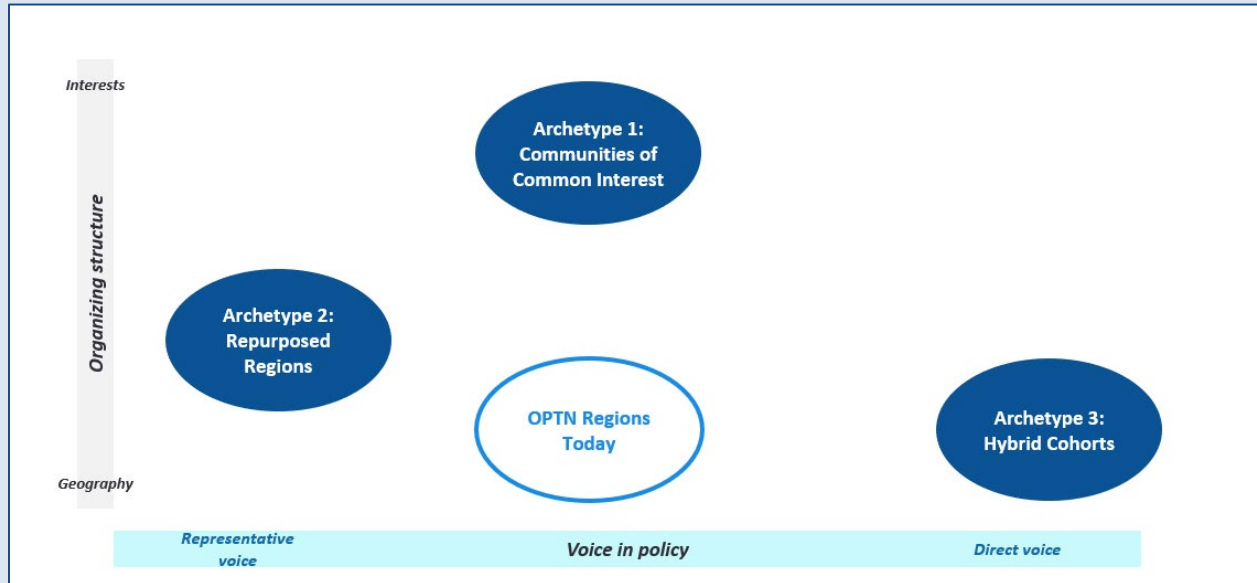 Interests
Archetype 1:
Communities of
Common Interest
Organizing structure
Archetype 2:
Repurposed
Regions
OPTN Regions
Today
Archetype 3:
Hybrid Cohorts
Geography
Representative
voice
Voice in policy
Direct voice